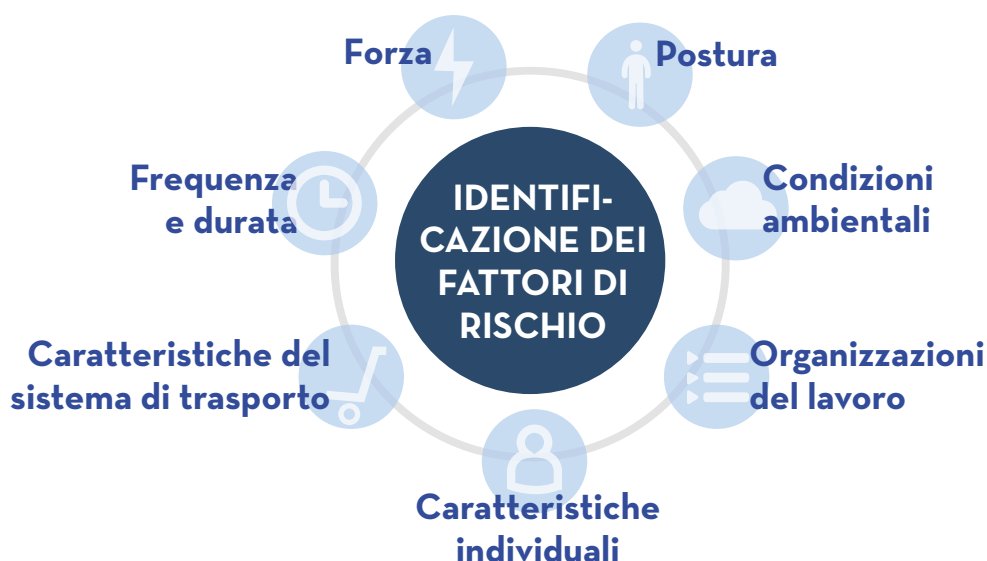 Forza
Postura
Frequenza
e durata
IDENTIFI-
CAZIONE DEI
FATTORI DI
RISCHIO
Condizioni
ambientali
Caratteristiche del
sistema di trasporto
Organizzazioni
del lavoro
Caratteristiche
individuali